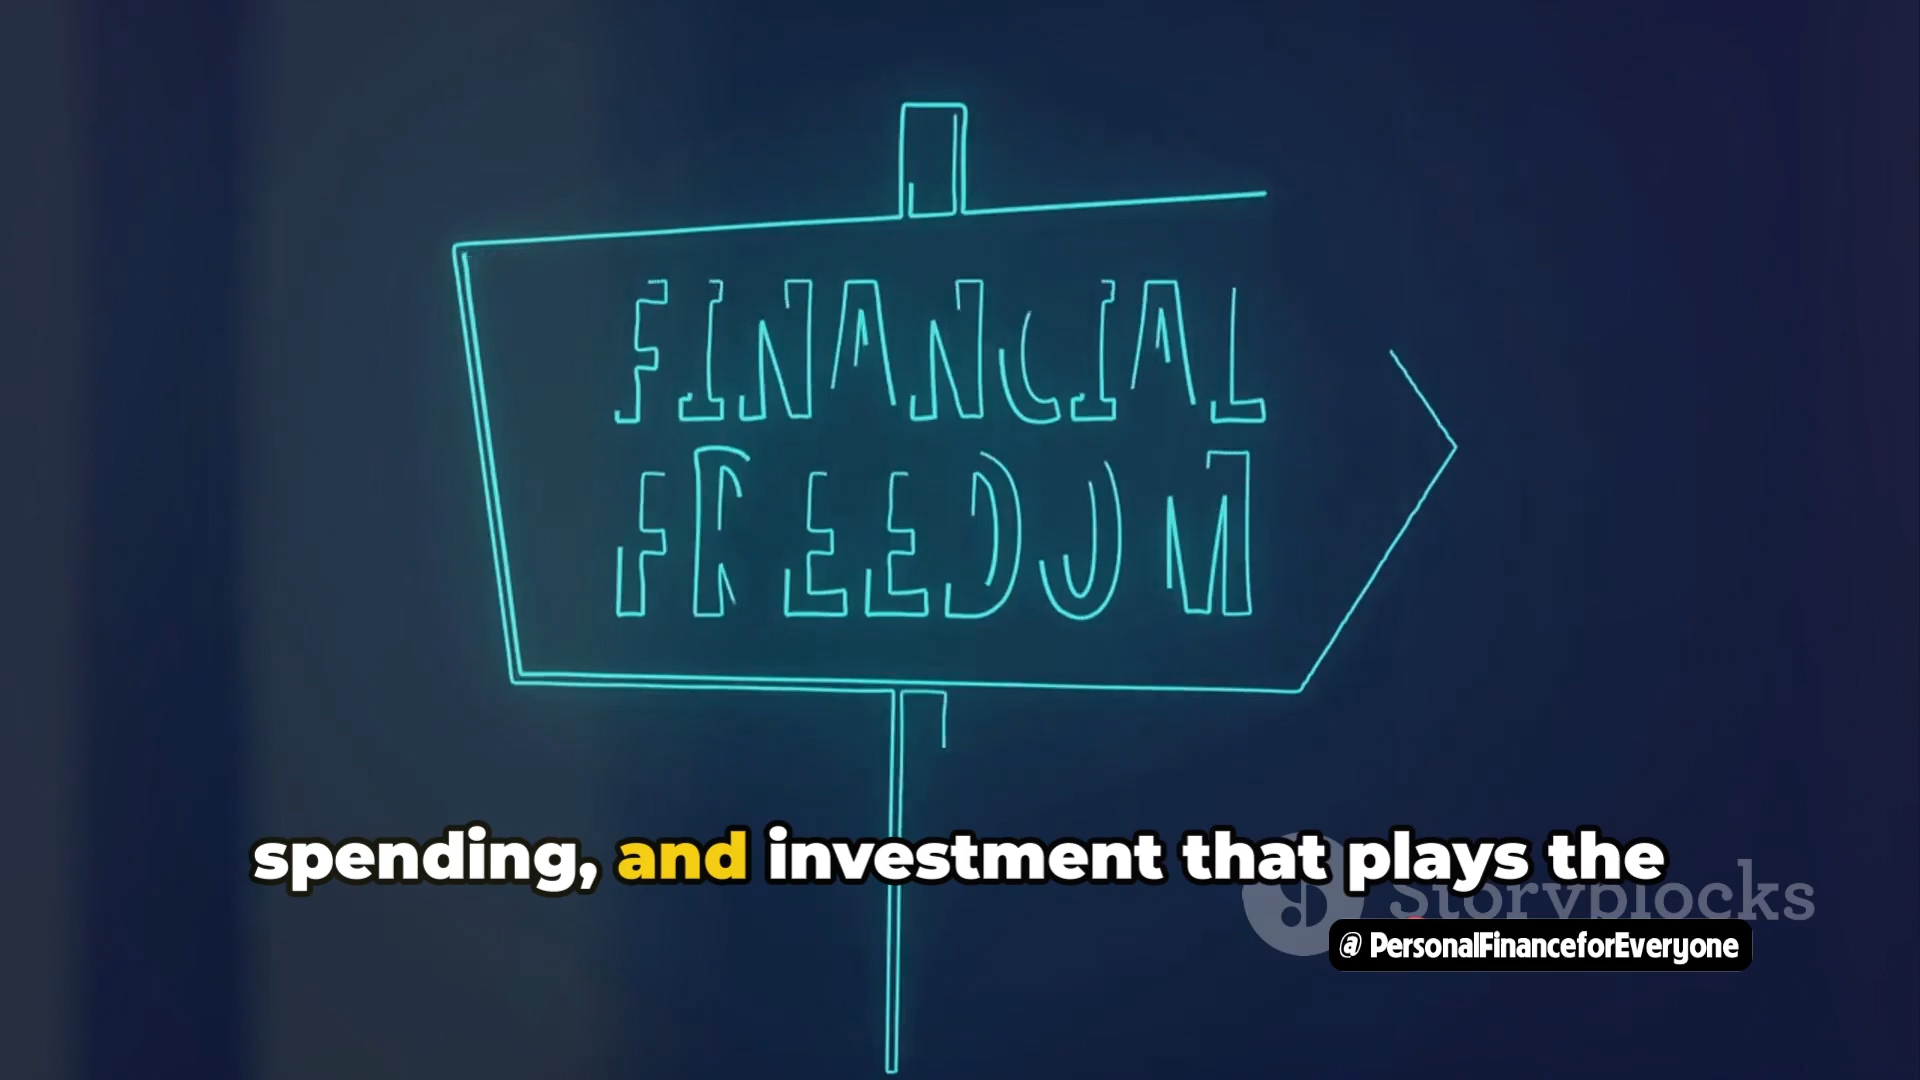 FINANCIAL
FREEDOM
spending, and investment that plays the
Storyblocks
@ PersonalFinanceforEveryone